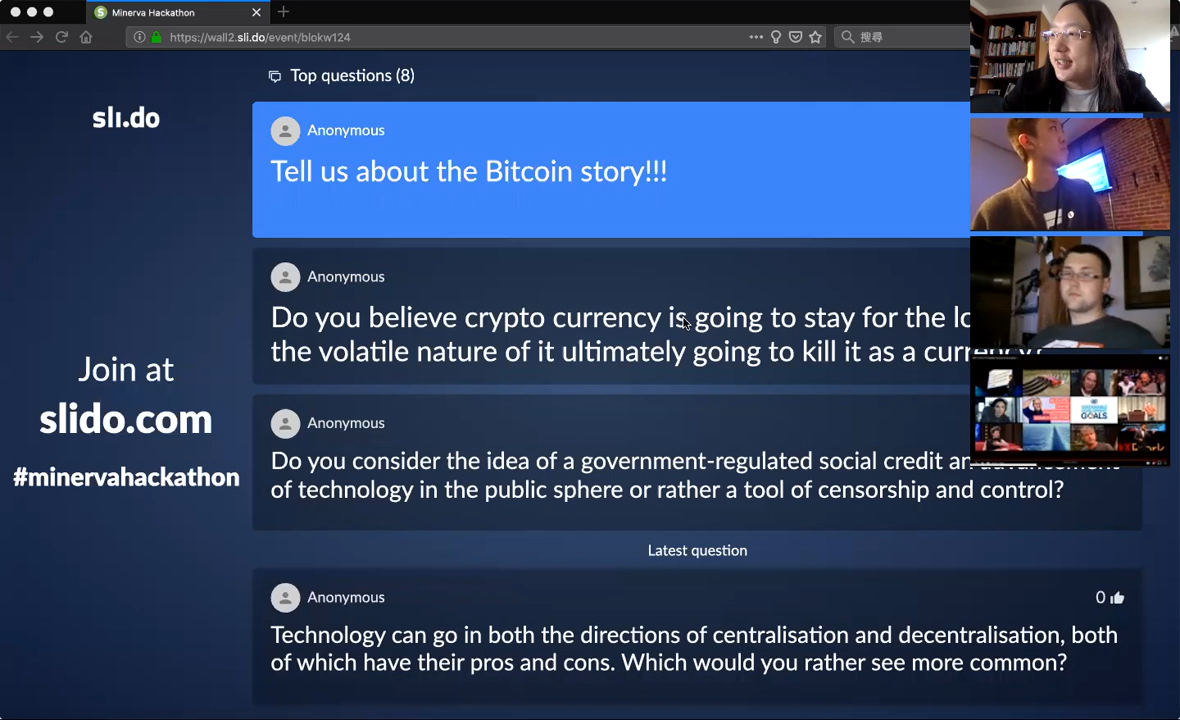 Minerva Hackathon
https://wall2.sli.do/event/blokw124
搜尋
Top questions (8)
sli.do
Anonymous
Tell us about the Bitcoin story!!!
Anonymous
Do you believe crypto currency is going to stay for the
the volatile nature of it ultimately going to kill it as a currency?
Join at
slido.com
#minervahackathon
Anonymous
Do you consider the idea of a government-regulated social credit an advancement
of technology in the public sphere or rather a tool of censorship and control?
Latest question
Anonymous
0
Technology can go in both the directions of centralisation and decentralisation, both
of which have their pros and cons. Which would you rather see more common?
GOALS